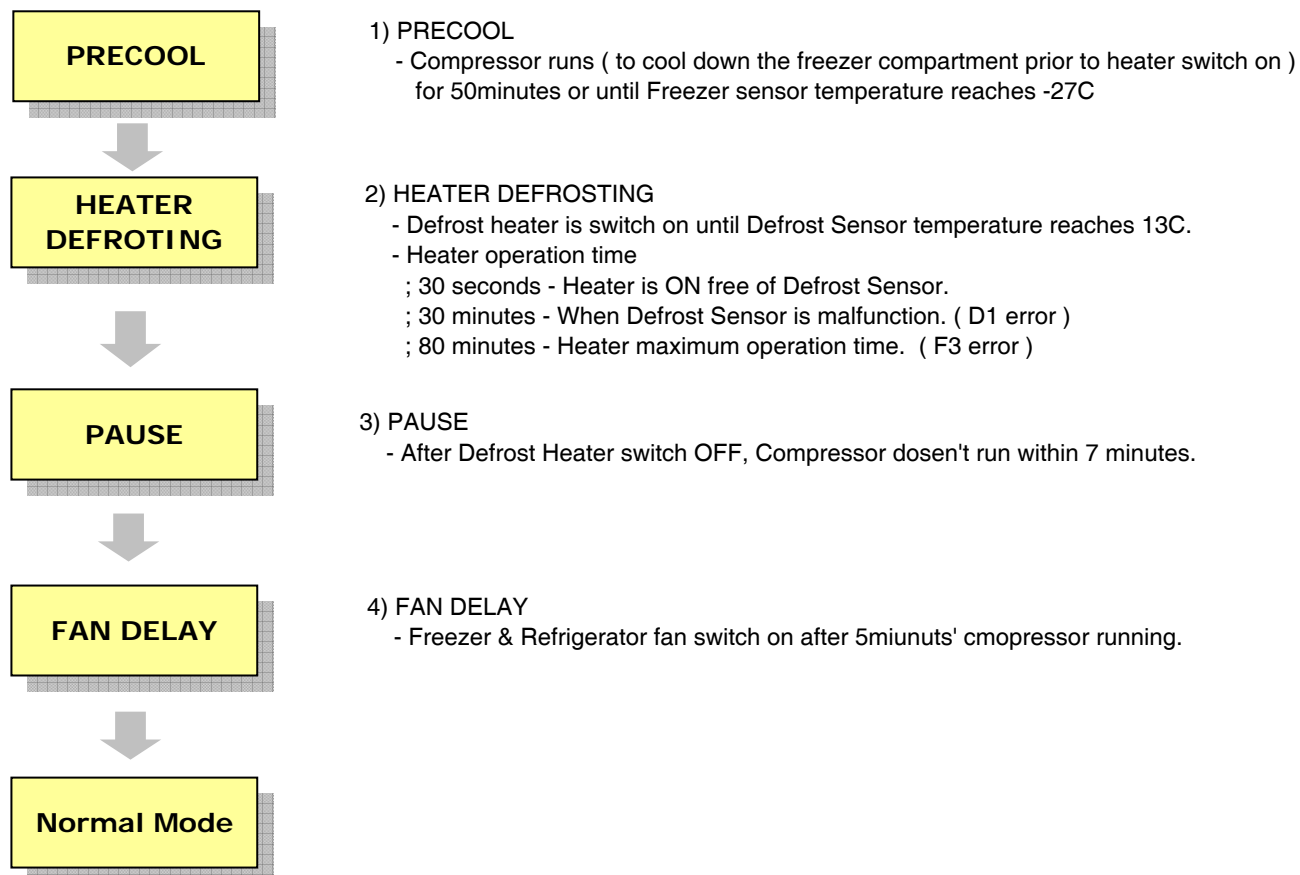 PRECOOL
1) PRECOOL
- Compressor runs ( to cool down the freezer compartment prior to heater switch on )
for 50minutes or until Freezer sensor temperature reaches -27C
HEATER
DEFROTING
2) HEATER DEFROSTING
- Defrost heater is switch on until Defrost Sensor temperature reaches 13C.
- Heater operation time
; 30 seconds - Heater is ON free of Defrost Sensor.
; 30 minutes - When Defrost Sensor is malfunction. ( D1 error )
; 80 minutes - Heater maximum operation time. ( F3 error )
PAUSE
3) PAUSE
- After Defrost Heater switch OFF, Compressor dosen't run within 7 minutes.
FAN DELAY
4) FAN DELAY
- Freezer & Refrigerator fan switch on after 5miunuts' cmopressor running.
Normal Mode